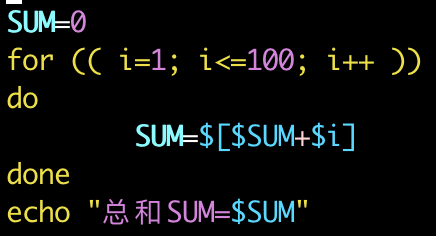 SUM=0
for (( i=1; i<=100; i++ ))
do
        SUM=$[$SUM+$i]
done
echo "总和SUM=$SUM"